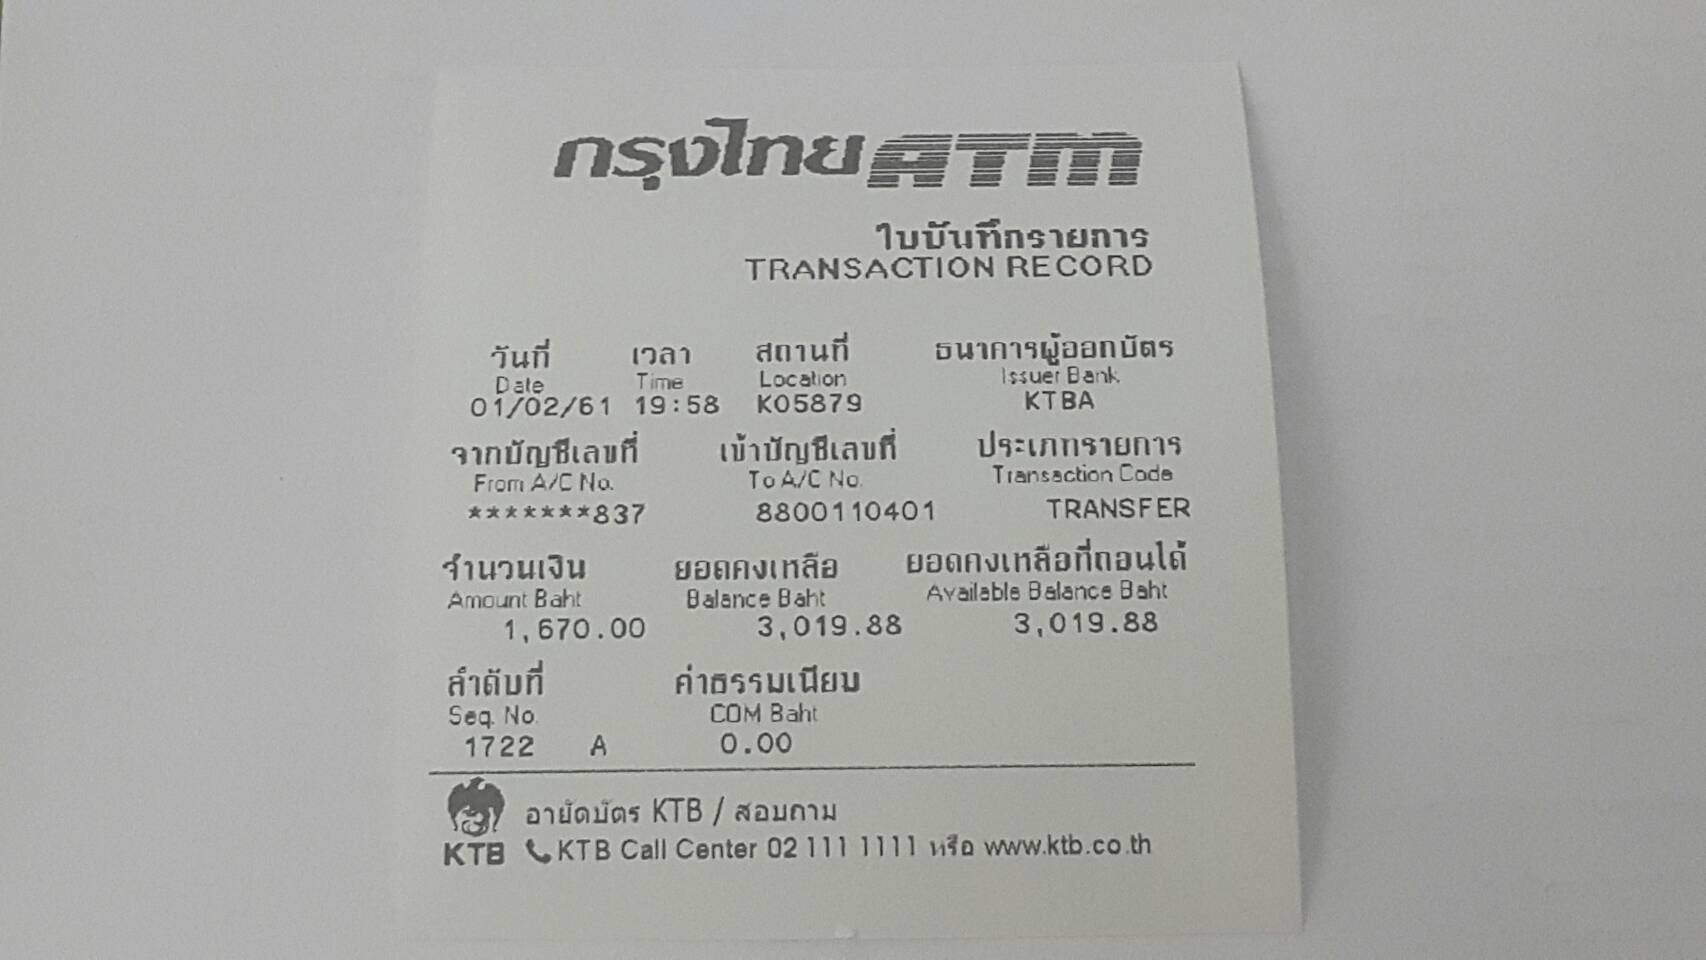 กรุงไทย ATM
ใบบันทึกรายการ
TRANSACTION RECORD
วันที่ เวลา สถานที่ ธนาคารผู้ออกบัตร
Date Time Location Issuer Bank
01/02/61 19:58 K05879 KTBA
จากบัญชีเลขที่ เข้าบัญชีเลขที่ ประเภทรายการ
From A/C No. To A/C No. Transaction Code
*******837 8800110401 TRANSFER
จำนวนเงิน ยอดคงเหลือ ยอดคงเหลือที่ถอนได้
Amount Baht Balance Baht Available Balance Baht
1,670.00 3,019.88 3,019.88
ลำดับที่ ค่าธรรมเนียม
Seq. No. COM Baht
1722 A 0.00
อายัดบัตร KTB / สอบถาม
KTB KTB Call Center 02 111 1111 หรือ www.ktb.co.th